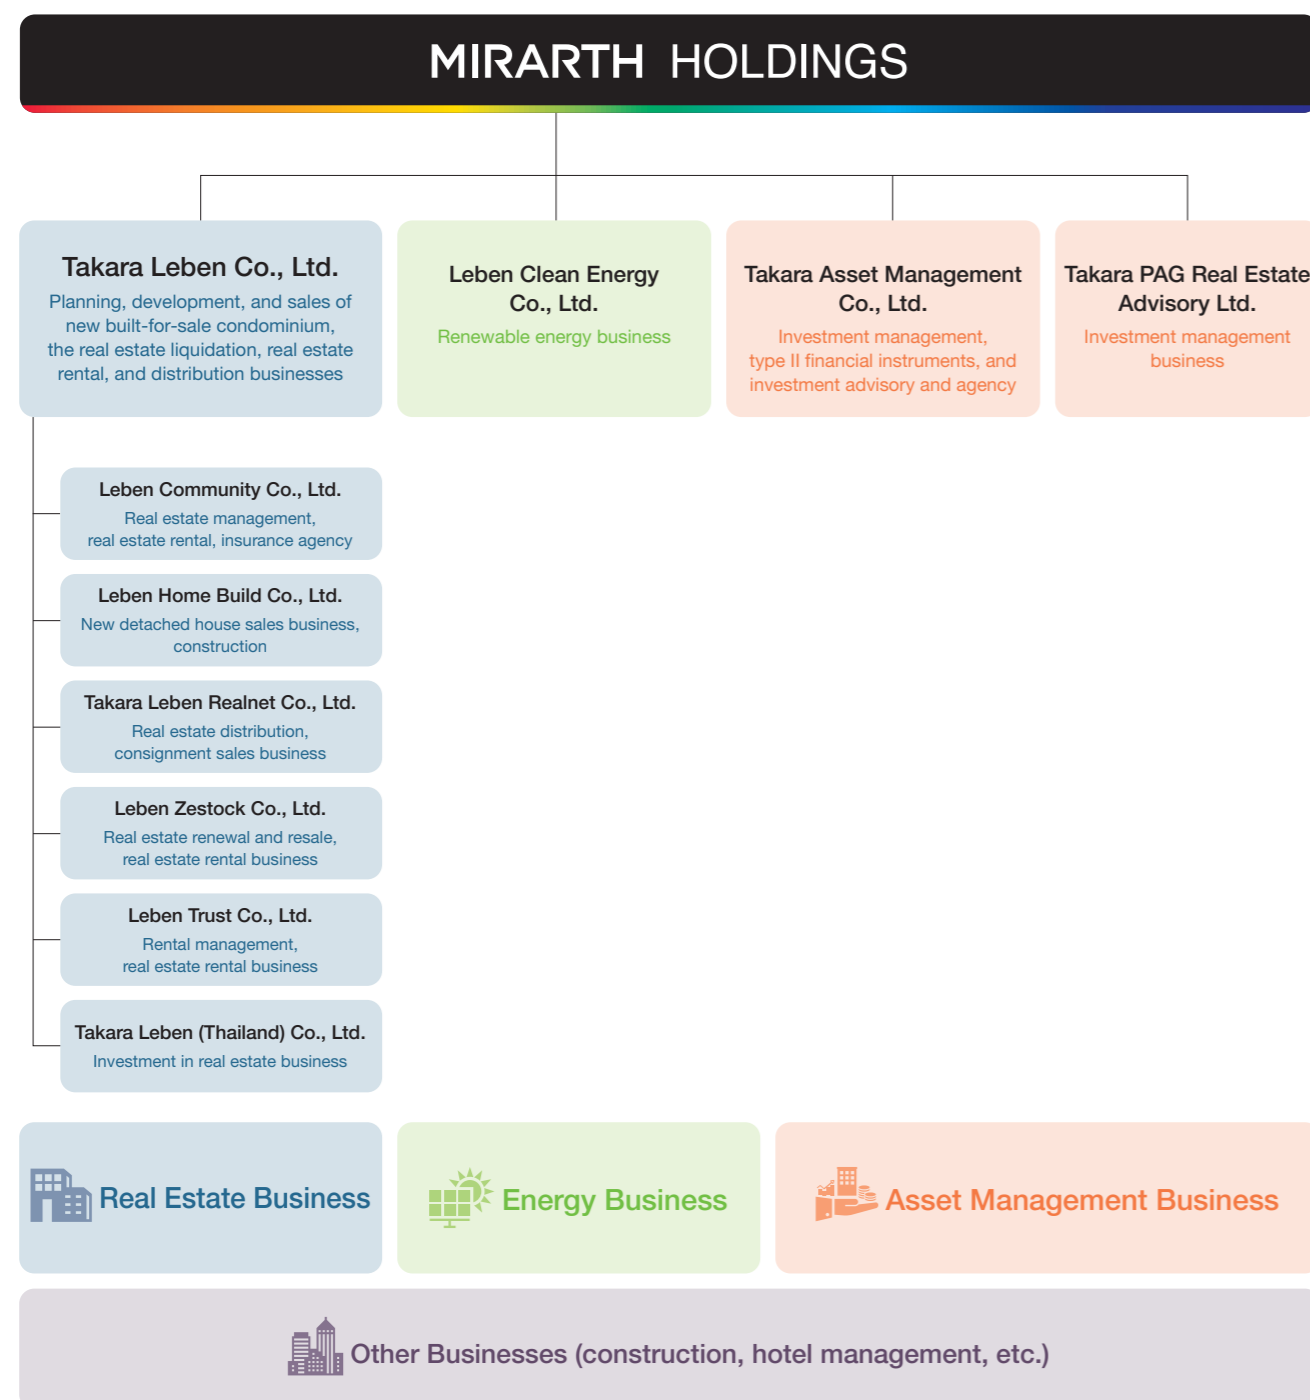 MIRARTH HOLDINGS
Takara Leben Co., Ltd.
Planning, development, and sales of
new built-for-sale condominium,
the real estate liquidation, real estate
rental, and distribution businesses
Leben Clean Energy
Co., Ltd.
Renewable energy business
Takara Asset Management
Co., Ltd.
Investment management,
type II financial instruments, and
investment advisory and agency
Takara PAG Real Estate
Advisory Ltd.
Investment management
business
Leben Community Co., Ltd.
Real estate management,
real estate rental, insurance agency
Leben Home Build Co., Ltd.
New detached house sales business,
construction
Takara Leben Realnet Co., Ltd.
Real estate distribution,
consignment sales business
Leben Zestock Co., Ltd.
Real estate renewal and resale,
real estate rental business
Leben Trust Co., Ltd.
Rental management,
real estate rental business
Takara Leben (Thailand) Co., Ltd.
Investment in real estate business
Real Estate Business
Energy Business
Asset Management Business
Other Businesses (construction, hotel management, etc.)